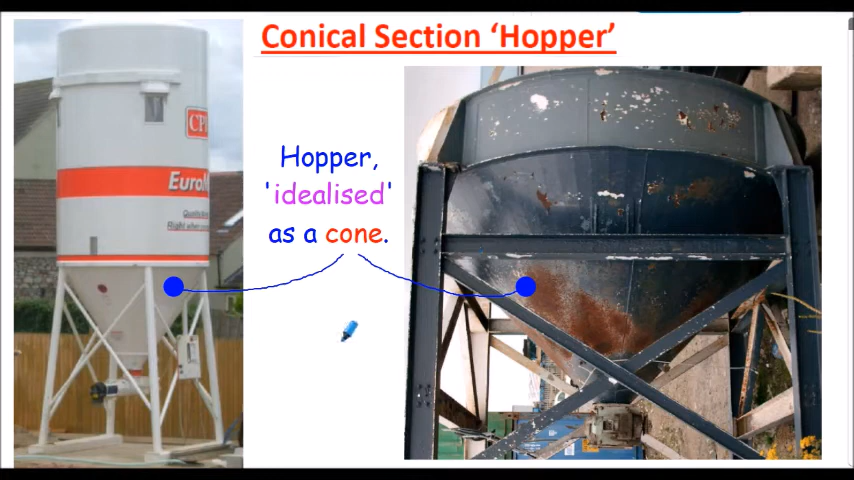 Conical Section ‘Hopper’
Hopper,
'idealised'
as a cone.
CPI
EuroM